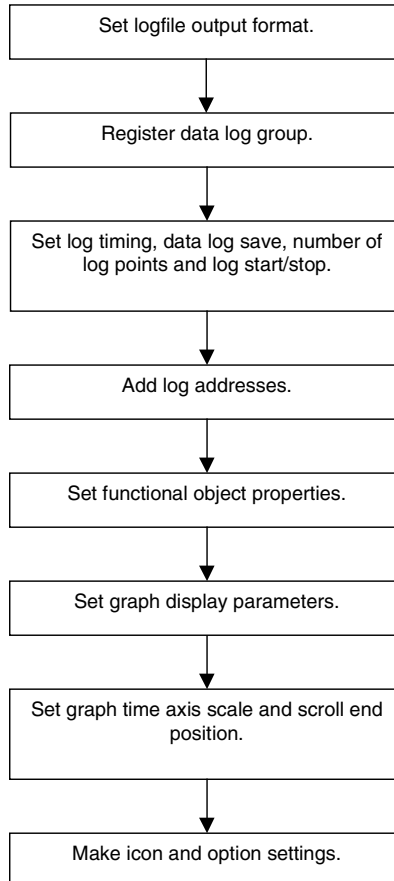 Set logfile output format.
Register data log group.
Set log timing, data log save, number of
log points and log start/stop.
Add log addresses.
Set functional object properties.
Set graph display parameters.
Set graph time axis scale and scroll end
position.
Make icon and option settings.